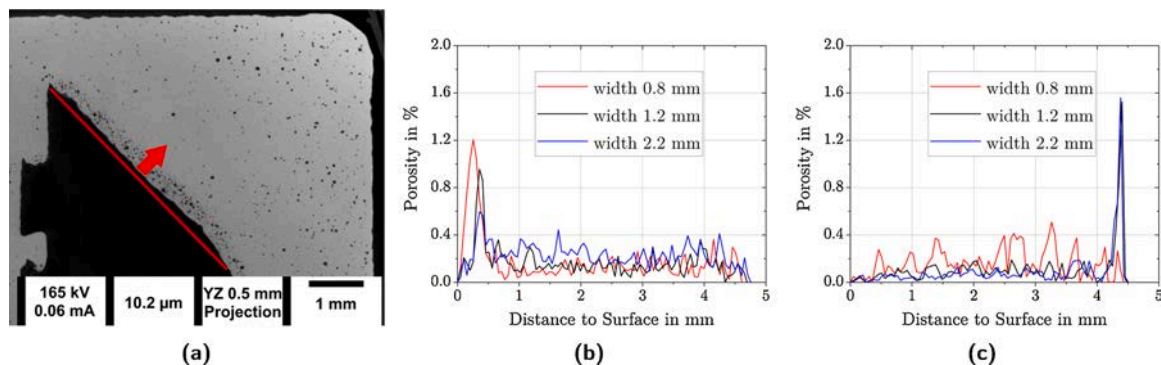 165 kV
0.06 mA
10.2 µm
YZ 0.5 mm
Projection
1 mm
(a)
2.0
1.6
1.2
0.8
0.4
0.0
Porosity in %
width 0.8 mm
width 1.2 mm
width 2.2 mm
0 1 2 3 4 5
Distance to Surface in mm
(b)
2.0
1.6
1.2
0.8
0.4
0.0
Porosity in %
width 0.8 mm
width 1.2 mm
width 2.2 mm
0 1 2 3 4 5
Distance to Surface in mm
(c)